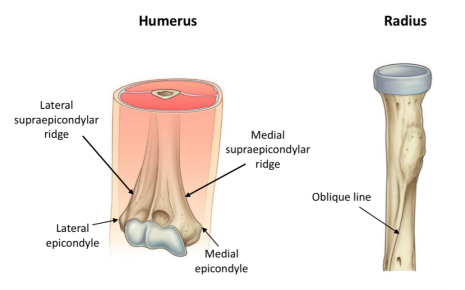 Humerus
Radius
Lateral
supraepicondylar
ridge
Medial
supraepicondylar
ridge
Oblique line
Lateral
epicondyle
Medial
epicondyle